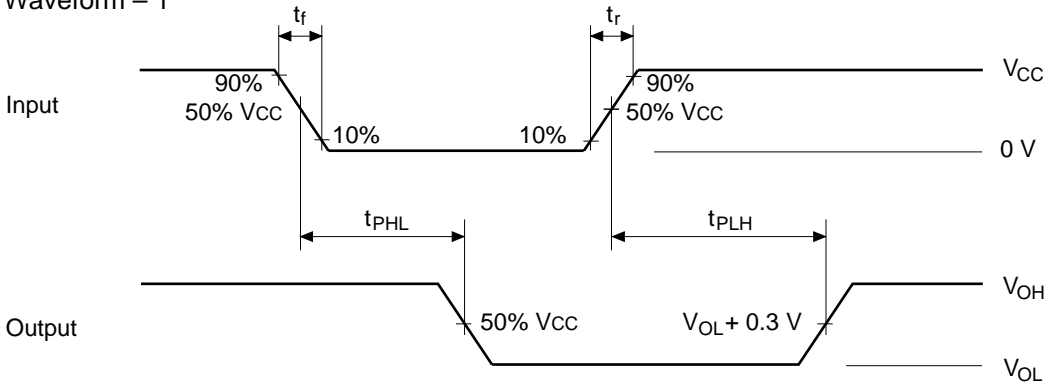 Waveform – 1
tf
tr
VCC
90%
90%
Input
50% VCC
50% VCC
10%
10%
0 V
tPHL
tPLH
VOH
Output
50% VCC
VOL + 0.3 V
VOL